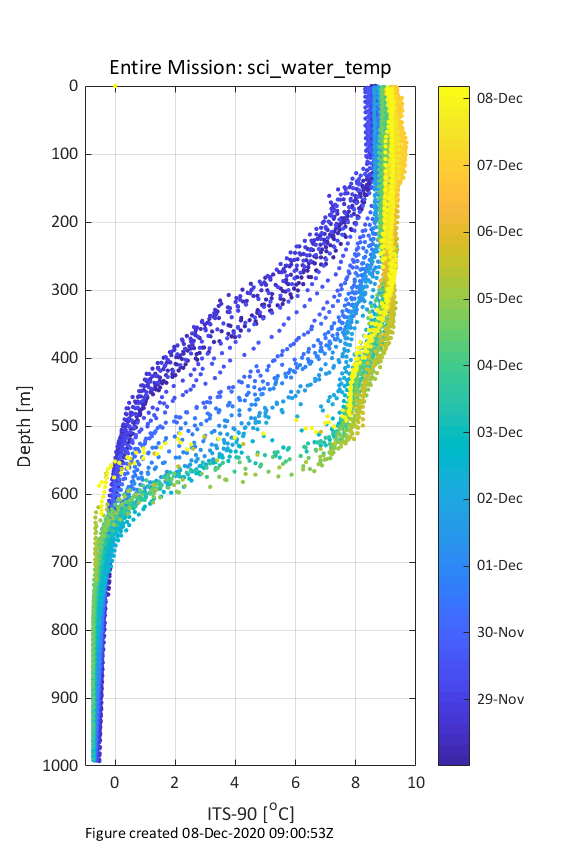 Entire Mission: sci_water_temp
0
100
200
300
400
500
600
700
800
900
1000
Depth [m]
0 2 4 6 8 10
ITS-90 [°C]
08-Dec
07-Dec
06-Dec
05-Dec
04-Dec
03-Dec
02-Dec
01-Dec
30-Nov
29-Nov
Figure created 08-Dec-2020 09:00:53Z